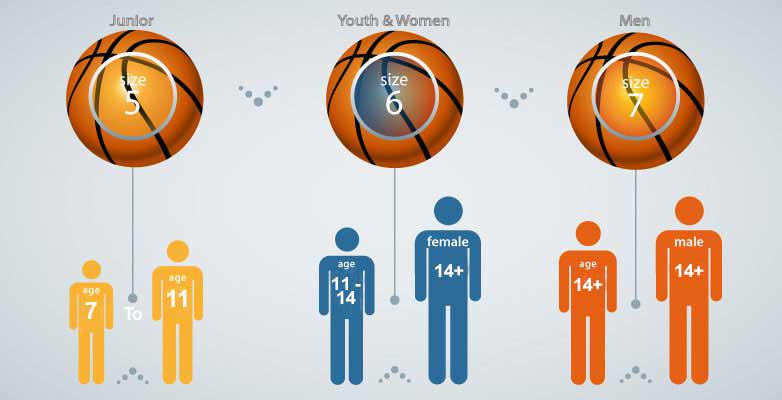 Junior
size
5
age
7
To
age
11
Youth & Women
size
6
age
11 -
14
female
14+
Men
size
7
age
14+
male
14+